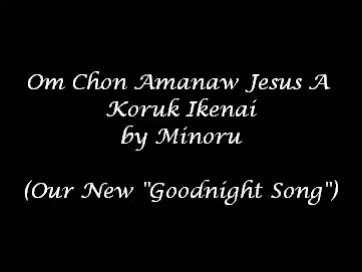 Om Chon Amanaw Jesus A
Koruk Ikenai
by Minoru
(Our New "Goodnight Song")